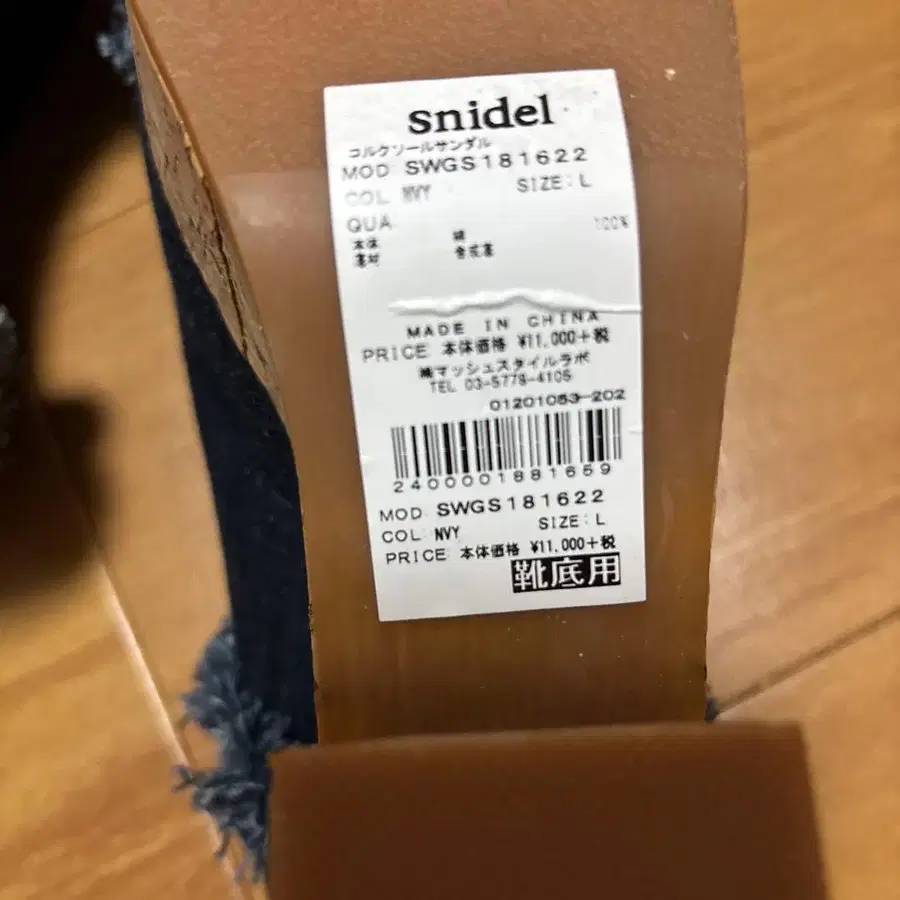 snidel
コルクソールサンダル
MOD SWGS181622
COL NVY SIZE:L
QUA
本体 綿 100%
底材 合成底
MADE IN CHINA
PRICE 本体価格 ¥11,000+税
㈱マッシュスタイルラボ
TEL 03-5778-4105
01201053-202
2400001881659
MOD SWGS181622
COL: NVY SIZE:L
PRICE: 本体価格 ¥11,000+税
靴底用